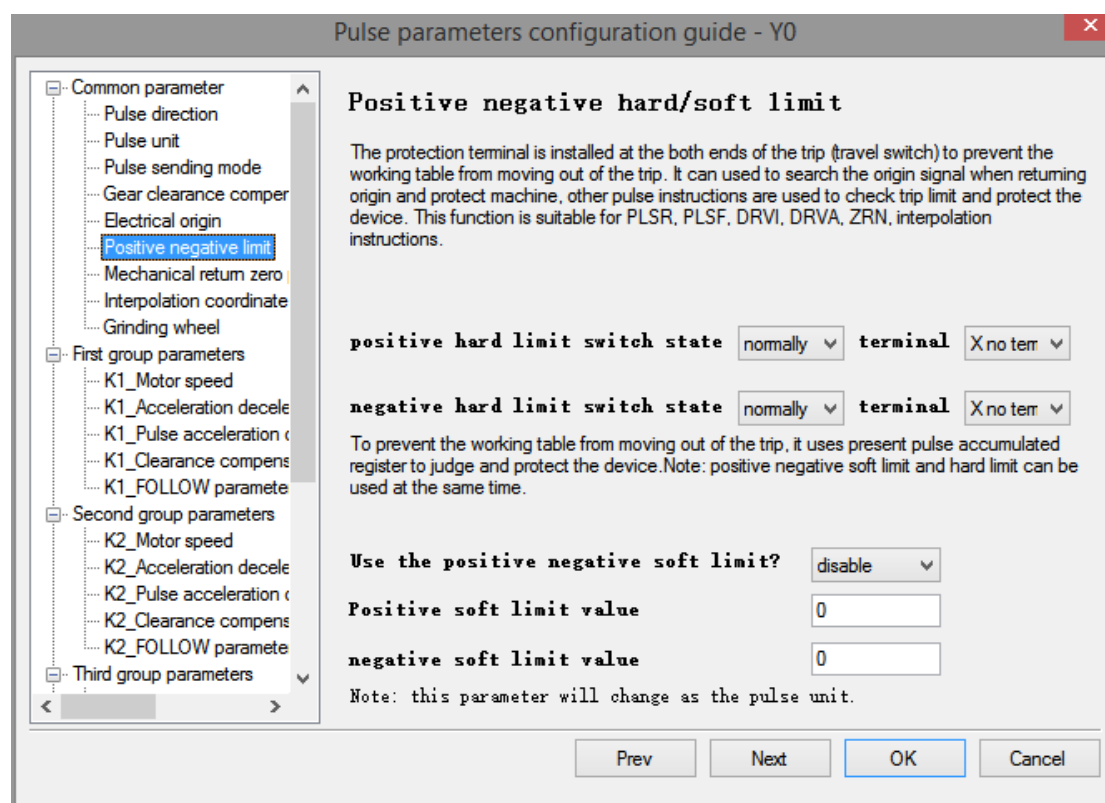 Pulse parameters configuration guide - Y0
Common parameter
Pulse direction
Pulse unit
Pulse sending mode
Gear clearance comper
Electrical origin
Positive negative limit
Mechanical return zero
Interpolation coordinate
Grinding wheel
First group parameters
K1_Motor speed
K1_Acceleration decele
K1_Pulse acceleration
K1_Clearance compens
K1_FOLLOW paramete
Second group parameters
K2_Motor speed
K2_Acceleration decele
K2_Pulse acceleration
K2_Clearance compens
K2_FOLLOW paramete
Third group parameters
Positive negative hard/soft limit
The protection terminal is installed at the both ends of the trip (travel switch) to prevent the
working table from moving out of the trip. It can used to search the origin signal when returning
origin and protect machine, other pulse instructions are used to check trip limit and protect the
device. This function is suitable for PLSR, PLSF, DRVI, DRVA, ZRN, interpolation
instructions.
positive hard limit switch state normally terminal X no tem
negative hard limit switch state normally terminal X no tem
To prevent the working table from moving out of the trip, it uses present pulse accumulated
register to judge and protect the device.Note: positive negative soft limit and hard limit can be
used at the same time.
Use the positive negative soft limit? disable
Positive soft limit value 0
negative soft limit value 0
Note: this parameter will change as the pulse unit.
Prev Next OK Cancel